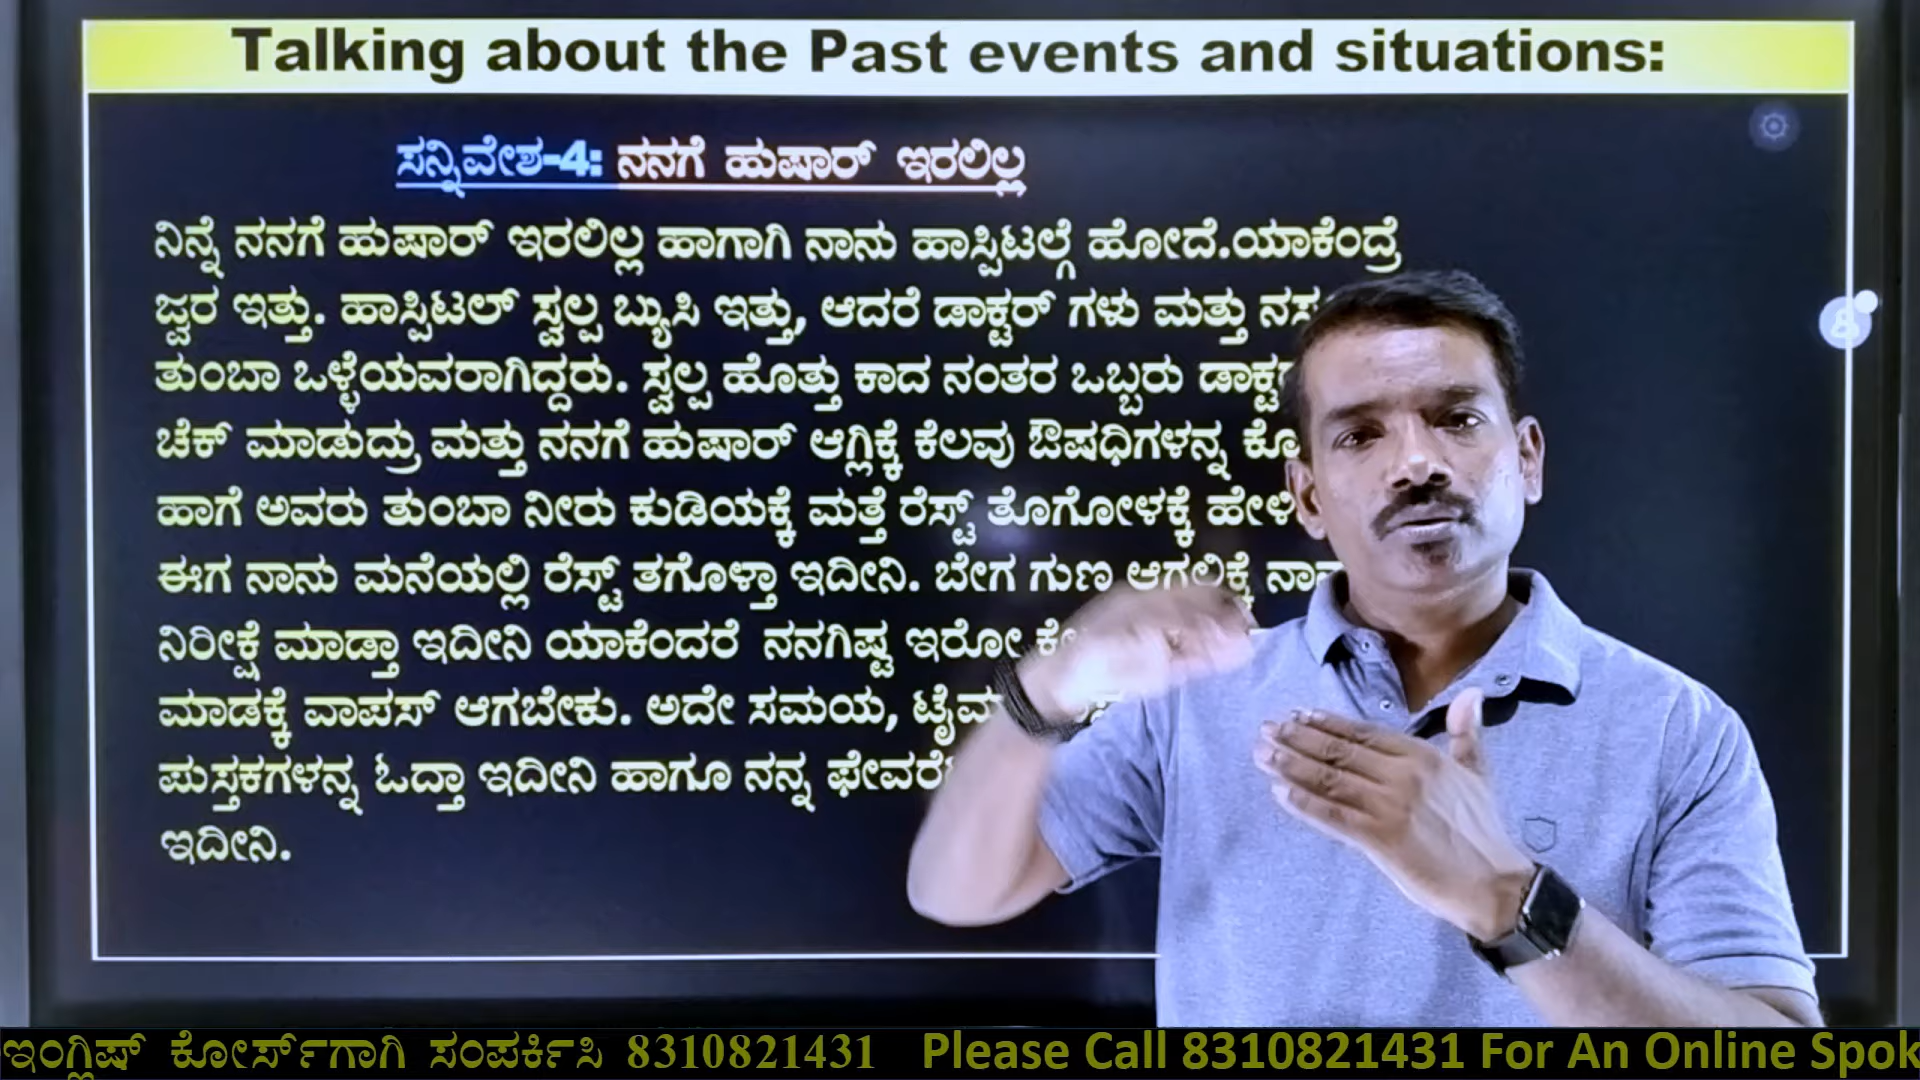 Talking about the Past events and situations:
ಸನ್ನಿವೇಶ-4: ನನಗೆ ಹುಷಾರ್ ಇರಲಿಲ್ಲ
ನಿನ್ನೆ ನನಗೆ ಹುಷಾರ್ ಇರಲಿಲ್ಲ ಹಾಗಾಗಿ ನಾನು ಹಾಸ್ಪಿಟಲ್ಗೆ ಹೋದೆ.ಯಾಕೆಂದ್ರೆ
ಜ್ವರ ಇತ್ತು. ಹಾಸ್ಪಿಟಲ್ ಸ್ವಲ್ಪ ಬ್ಯುಸಿ ಇತ್ತು, ಆದರೆ ಡಾಕ್ಟರ್ ಗಳು ಮತ್ತು
ತುಂಬಾ ಒಳ್ಳೆಯವರಾಗಿದ್ದರು. ಸ್ವಲ್ಪ ಹೊತ್ತು ಕಾದ ನಂತರ ಒಬ್ಬರು
ಚೆಕ್ ಮಾಡುದ್ರು ಮತ್ತು ನನಗೆ ಹುಷಾರ್ ಆಗ್ಲಿಕ್ಕೆ ಕೆಲವು ಔಷಧಿಗಳನ್ನ
ಹಾಗೆ ಅವರು ತುಂಬಾ ನೀರು ಕುಡಿಯಕ್ಕೆ ಮತ್ತೆ ರೆಸ್ಟ್ ತೊಗೋಳಕ್ಕೆ
ಈಗ ನಾನು ಮನೆಯಲ್ಲಿ ರೆಸ್ಟ್ ತಗೊಳ್ತಾ ಇದೀನಿ. ಬೇಗ ಗುಣ ಆಗಲಿಕ್ಕೆ
ನಿರೀಕ್ಷೆ ಮಾಡ್ತಾ ಇದೀನಿ ಯಾಕೆಂದರೆ ನನಗಿಷ್ಟ ಇರೋ
ಮಾಡಕ್ಕೆ ವಾಪಸ್ ಆಗಬೇಕು. ಅದೇ ಸಮಯ,
ಪುಸ್ತಕಗಳನ್ನ ಓದ್ತಾ ಇದೀನಿ ಹಾಗೂ ನನ್ನ
ಇದೀನಿ.
ಇಂಗ್ಲಿಷ್ ಕೋರ್ಸ್‌ಗಾಗಿ ಸಂಪರ್ಕಿಸಿ 8310821431 Please Call 8310821431 For An Online Spok